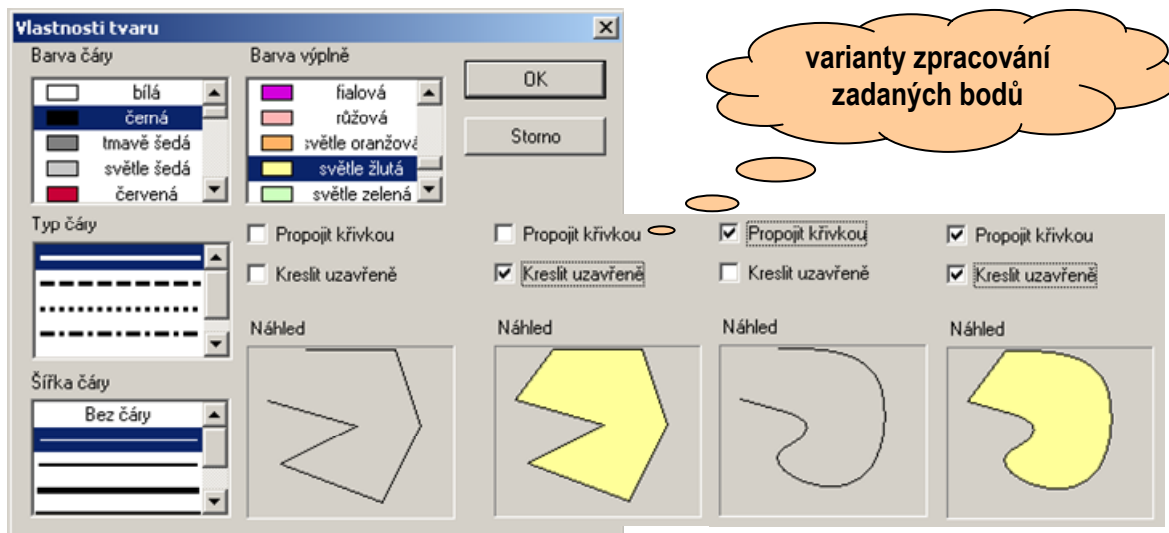 Vlastnosti tvaru
varianty zpracování
zadaných bodů
Barva čáry
bílá
černá
tmavě šedá
světle šedá
červená
Barva výplně
fialová
růžová
světle oranžová
světle žlutá
světle zelená
OK
Storno
Typ čáry
Propojit křivkou
Kreslit uzavřeně
Propojit křivkou
Kreslit uzavřeně
Propojit křivkou
Kreslit uzavřeně
Propojit křivkou
Kreslit uzavřeně
Náhled
Náhled
Náhled
Náhled
Šířka čáry
Bez čáry